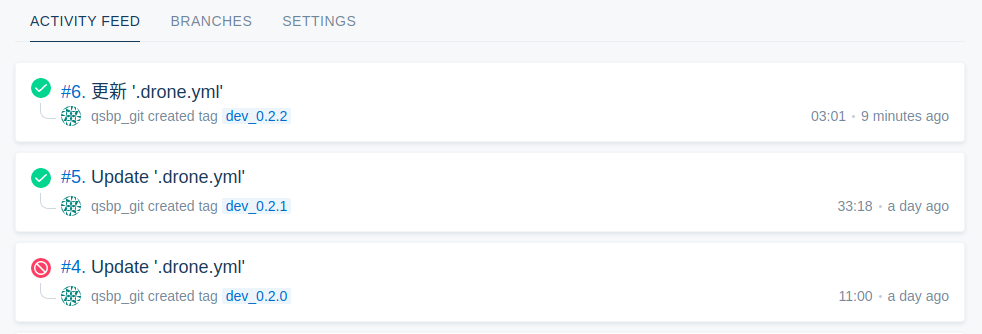 ACTIVITY FEED BRANCHES SETTINGS
#6. 更新 '.drone.yml'
qsbp_git created tag dev_0.2.2 03:01 • 9 minutes ago
#5. Update '.drone.yml'
qsbp_git created tag dev_0.2.1 33:18 • a day ago
#4. Update '.drone.yml'
qsbp_git created tag dev_0.2.0 11:00 • a day ago